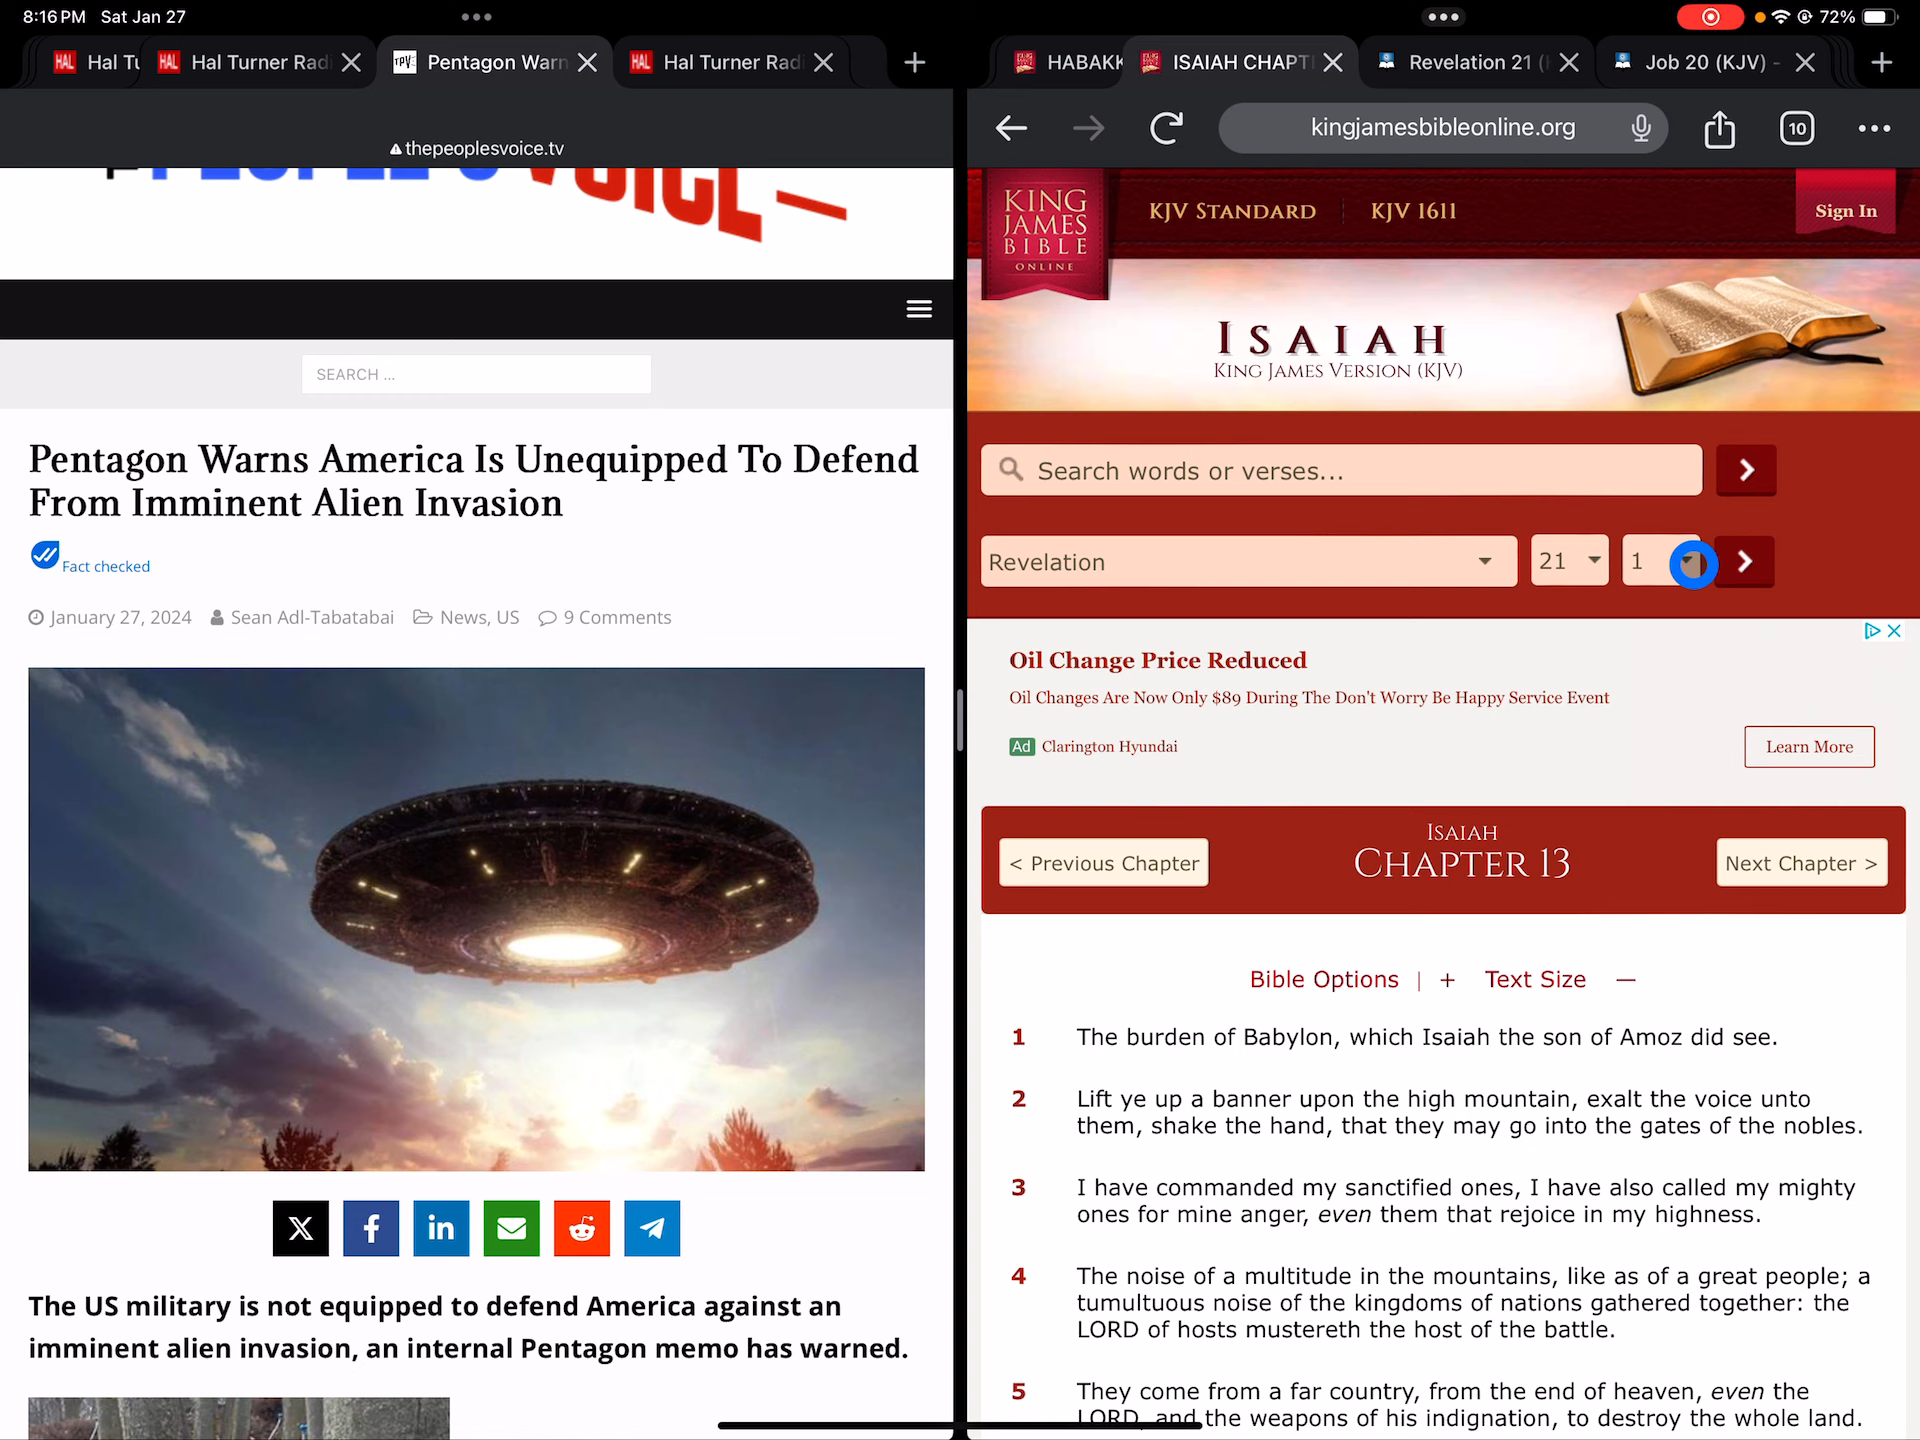 8:16 PM Sat Jan 27
72%
HAL Hal Tu
HAL Hal Turner Radi
TPV Pentagon Warn
HAL Hal Turner Radi
HABAKK
ISAIAH CHAPT
Revelation 21 (
Job 20 (KJV) -
thepeoplesvoice.tv
kingjamesbibleonline.org
10
PEOPLE'S VOICE
SEARCH ...
Pentagon Warns America Is Unequipped To Defend
From Imminent Alien Invasion
Fact checked
January 27, 2024 Sean Adl-Tabatabai News, US 9 Comments
The US military is not equipped to defend America against an
imminent alien invasion, an internal Pentagon memo has warned.
KING
JAMES
BIBLE
ONLINE
KJV STANDARD
KJV 1611
Sign In
ISAIAH
KING JAMES VERSION (KJV)
Search words or verses...
Revelation 21 1
Oil Change Price Reduced
Oil Changes Are Now Only $89 During The Don't Worry Be Happy Service Event
Ad Clarington Hyundai
Learn More
< Previous Chapter
ISAIAH
CHAPTER 13
Next Chapter >
Bible Options | + Text Size —
1 The burden of Babylon, which Isaiah the son of Amoz did see.
2 Lift ye up a banner upon the high mountain, exalt the voice unto
them, shake the hand, that they may go into the gates of the nobles.
3 I have commanded my sanctified ones, I have also called my mighty
ones for mine anger, even them that rejoice in my highness.
4 The noise of a multitude in the mountains, like as of a great people; a
tumultuous noise of the kingdoms of nations gathered together: the
LORD of hosts mustereth the host of the battle.
5 They come from a far country, from the end of heaven, even the
LORD, and the weapons of his indignation, to destroy the whole land.